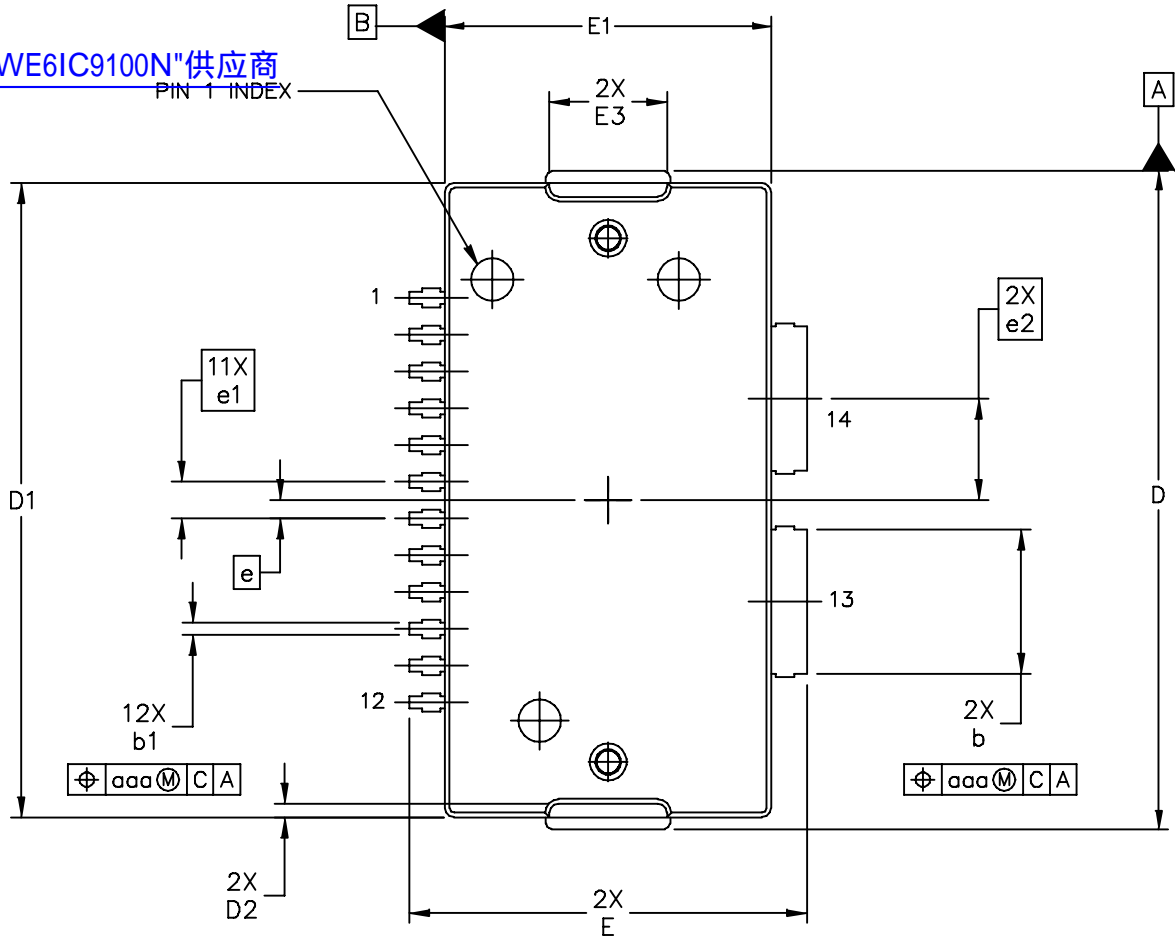 B
E1
WE6IC9100N"供应商
PIN 1 INDEX
2X
E3
A
1
2X
e2
11X
e1
14
D1
D
e
13
12
12X
b1
2X
b
⌖ aaa Ⓜ C A
⌖ aaa Ⓜ C A
2X
D2
2X
E